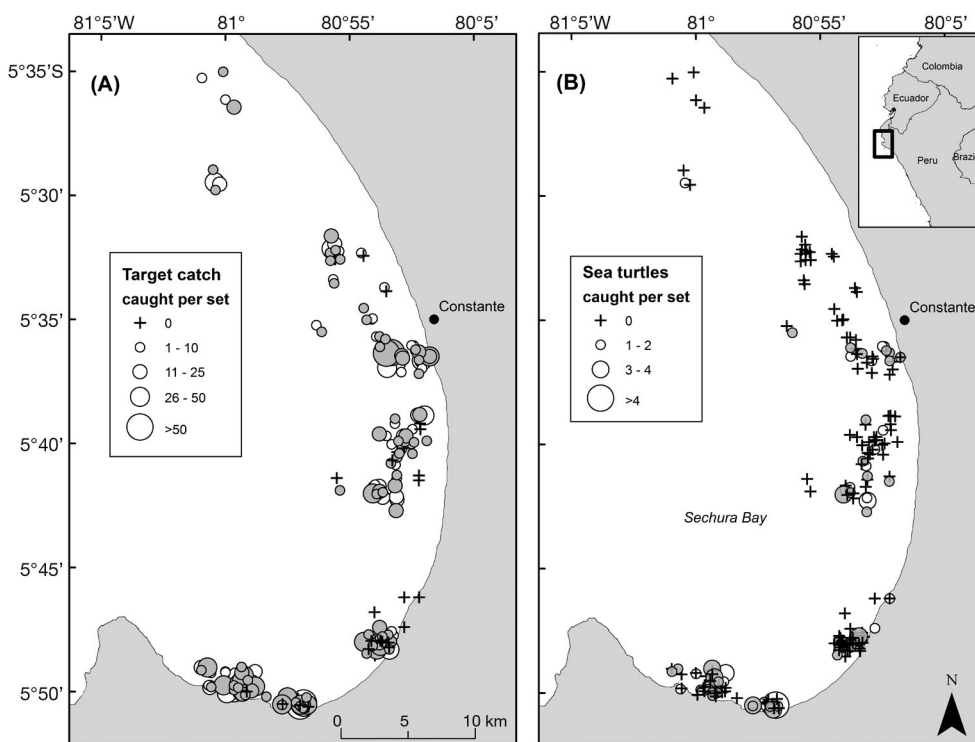 81°5'W 81° 80°55' 80°5'
81°5'W 81° 80°55' 80°5'
5°35'S
5°30'
5°35'
5°40'
5°45'
5°50'
(A)
Target catch
caught per set
0
1 - 10
11 - 25
26 - 50
>50
Constante
0 5 10 km
(B)
Colombia
Ecuador
Peru
Brazi
Sea turtles
caught per set
0
1 - 2
3 - 4
>4
Constante
Sechura Bay
N